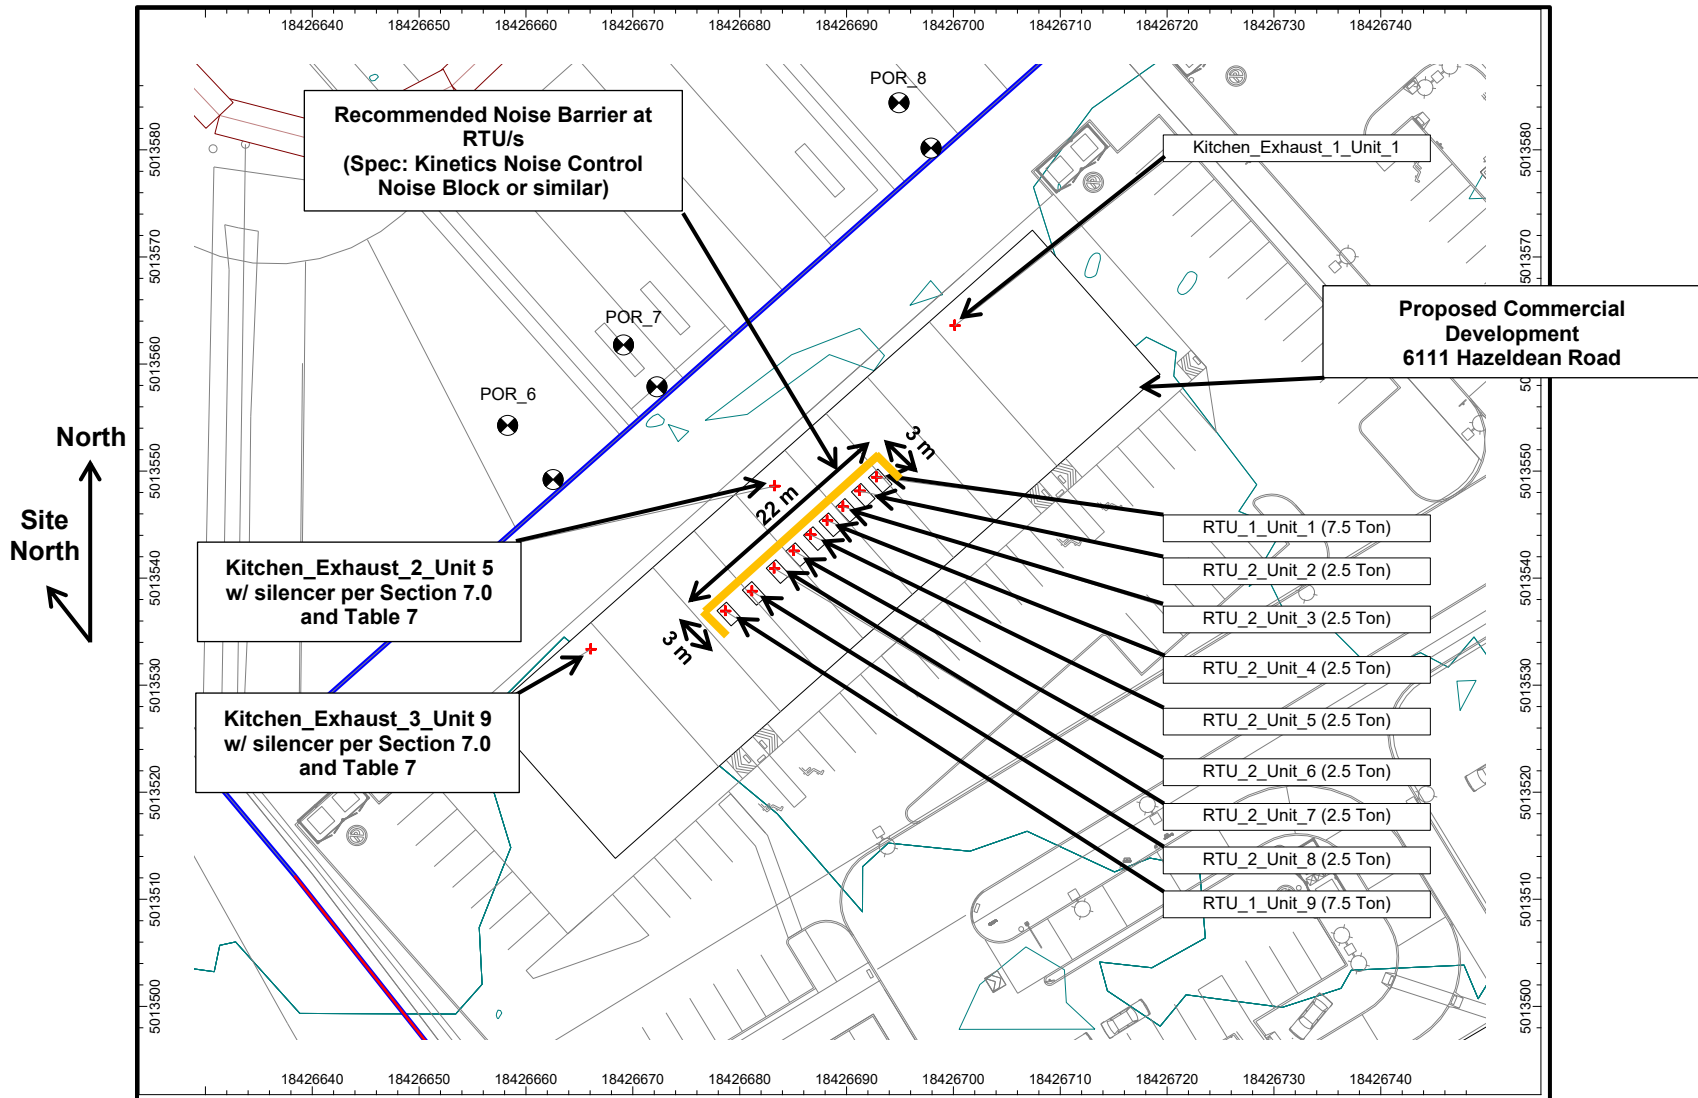 18426640 18426650 18426660 18426670 18426680 18426690 18426700 18426710 18426720 18426730 18426740
POR_8
Recommended Noise Barrier at
RTU/s
(Spec: Kinetics Noise Control
Noise Block or similar)
Kitchen_Exhaust_1_Unit_1
Proposed Commercial
Development
6111 Hazeldean Road
POR_7
POR_6
North
Site
North
3 m
22 m
3 m
Kitchen_Exhaust_2_Unit 5
w/ silencer per Section 7.0
and Table 7
Kitchen_Exhaust_3_Unit 9
w/ silencer per Section 7.0
and Table 7
RTU_1_Unit_1 (7.5 Ton)
RTU_2_Unit_2 (2.5 Ton)
RTU_2_Unit_3 (2.5 Ton)
RTU_2_Unit_4 (2.5 Ton)
RTU_2_Unit_5 (2.5 Ton)
RTU_2_Unit_6 (2.5 Ton)
RTU_2_Unit_7 (2.5 Ton)
RTU_2_Unit_8 (2.5 Ton)
RTU_1_Unit_9 (7.5 Ton)
5013580
5013570
5013560
5013550
5013540
5013530
5013520
5013510
5013500
5013580
5013570
5013550
5013540
5013530
5013520
5013510
5013500
18426640 18426650 18426660 18426670 18426680 18426690 18426700 18426710 18426720 18426730 18426740